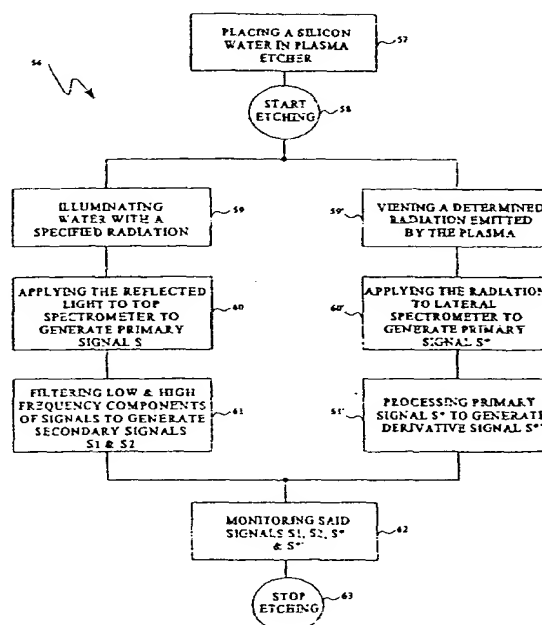 56
PLACING A SILICON
WATER IN PLASMA
ETCHER
57
START
ETCHING
58
ILLUMINATING
WATER WITH A
SPECIFIED RADIATION
59
VIENING A DETERMINED
RADIATION EMITTED
BY THE PLASMA
59'
APPLYING THE REFLECTED
LIGHT TO TOP
SPECTROMETER TO
GENERATE PRIMARY
SIGNAL S
60
APPLYING THE RADIATION
TO LATERAL
SPECTROMETER TO
GENERATE PRIMARY
SIGNAL S*
60'
FILTERING LOW & HIGH
FREQUENCY COMPONENTS
OF SIGNALS TO GENERATE
SECONDARY SIGNALS
S1 & S2
61
PROCESSING PRIMARY
SIGNAL S* TO GENERATE
DERIVATIVE SIGNAL S*'
61'
MONITORING SAID
SIGNALS S1, S2, S*
& S*'
62
STOP
ETCHING
63